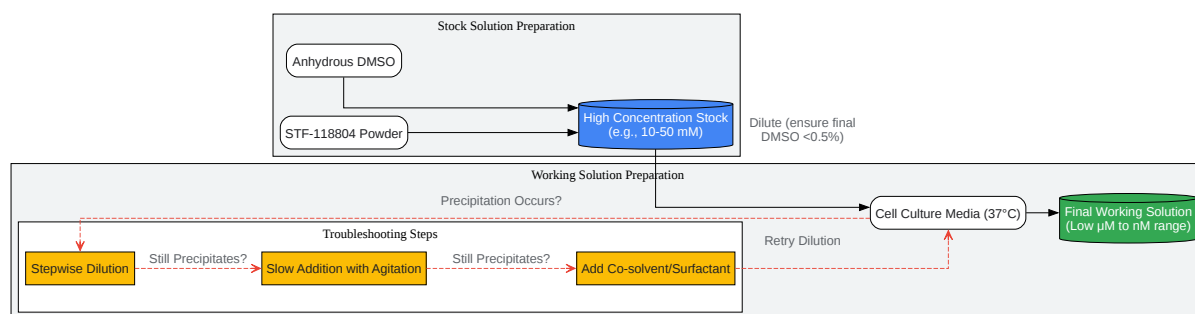 Stock Solution Preparation
Anhydrous DMSO
STF-118804 Powder
High Concentration Stock
(e.g., 10-50 mM)
Dilute (ensure final
DMSO <0.5%)
Working Solution Preparation
Precipitation Occurs?
Cell Culture Media (37°C)
Final Working Solution
(Low μM to nM range)
Troubleshooting Steps
Retry Dilution
Stepwise Dilution
Still Precipitates?
Slow Addition with Agitation
Still Precipitates?
Add Co-solvent/Surfactant